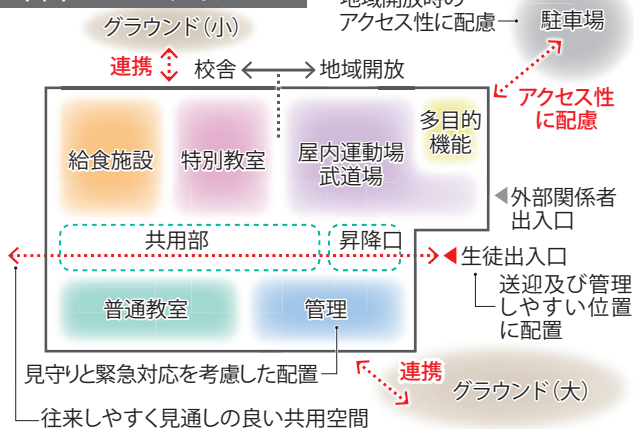 グラウンド(小)
地域開放時の
アクセス性に配慮
駐車場
連携
校舎
地域開放
アクセス性
に配慮
給食施設
特別教室
屋内運動場
武道場
多目的
機能
外部関係者
出入口
共用部
昇降口
生徒出入口
送迎及び管理
しやすい位置
に配置
普通教室
管理
見守りと緊急対応を考慮した配置
連携
グラウンド(大)
往来しやすく見通しの良い共用空間